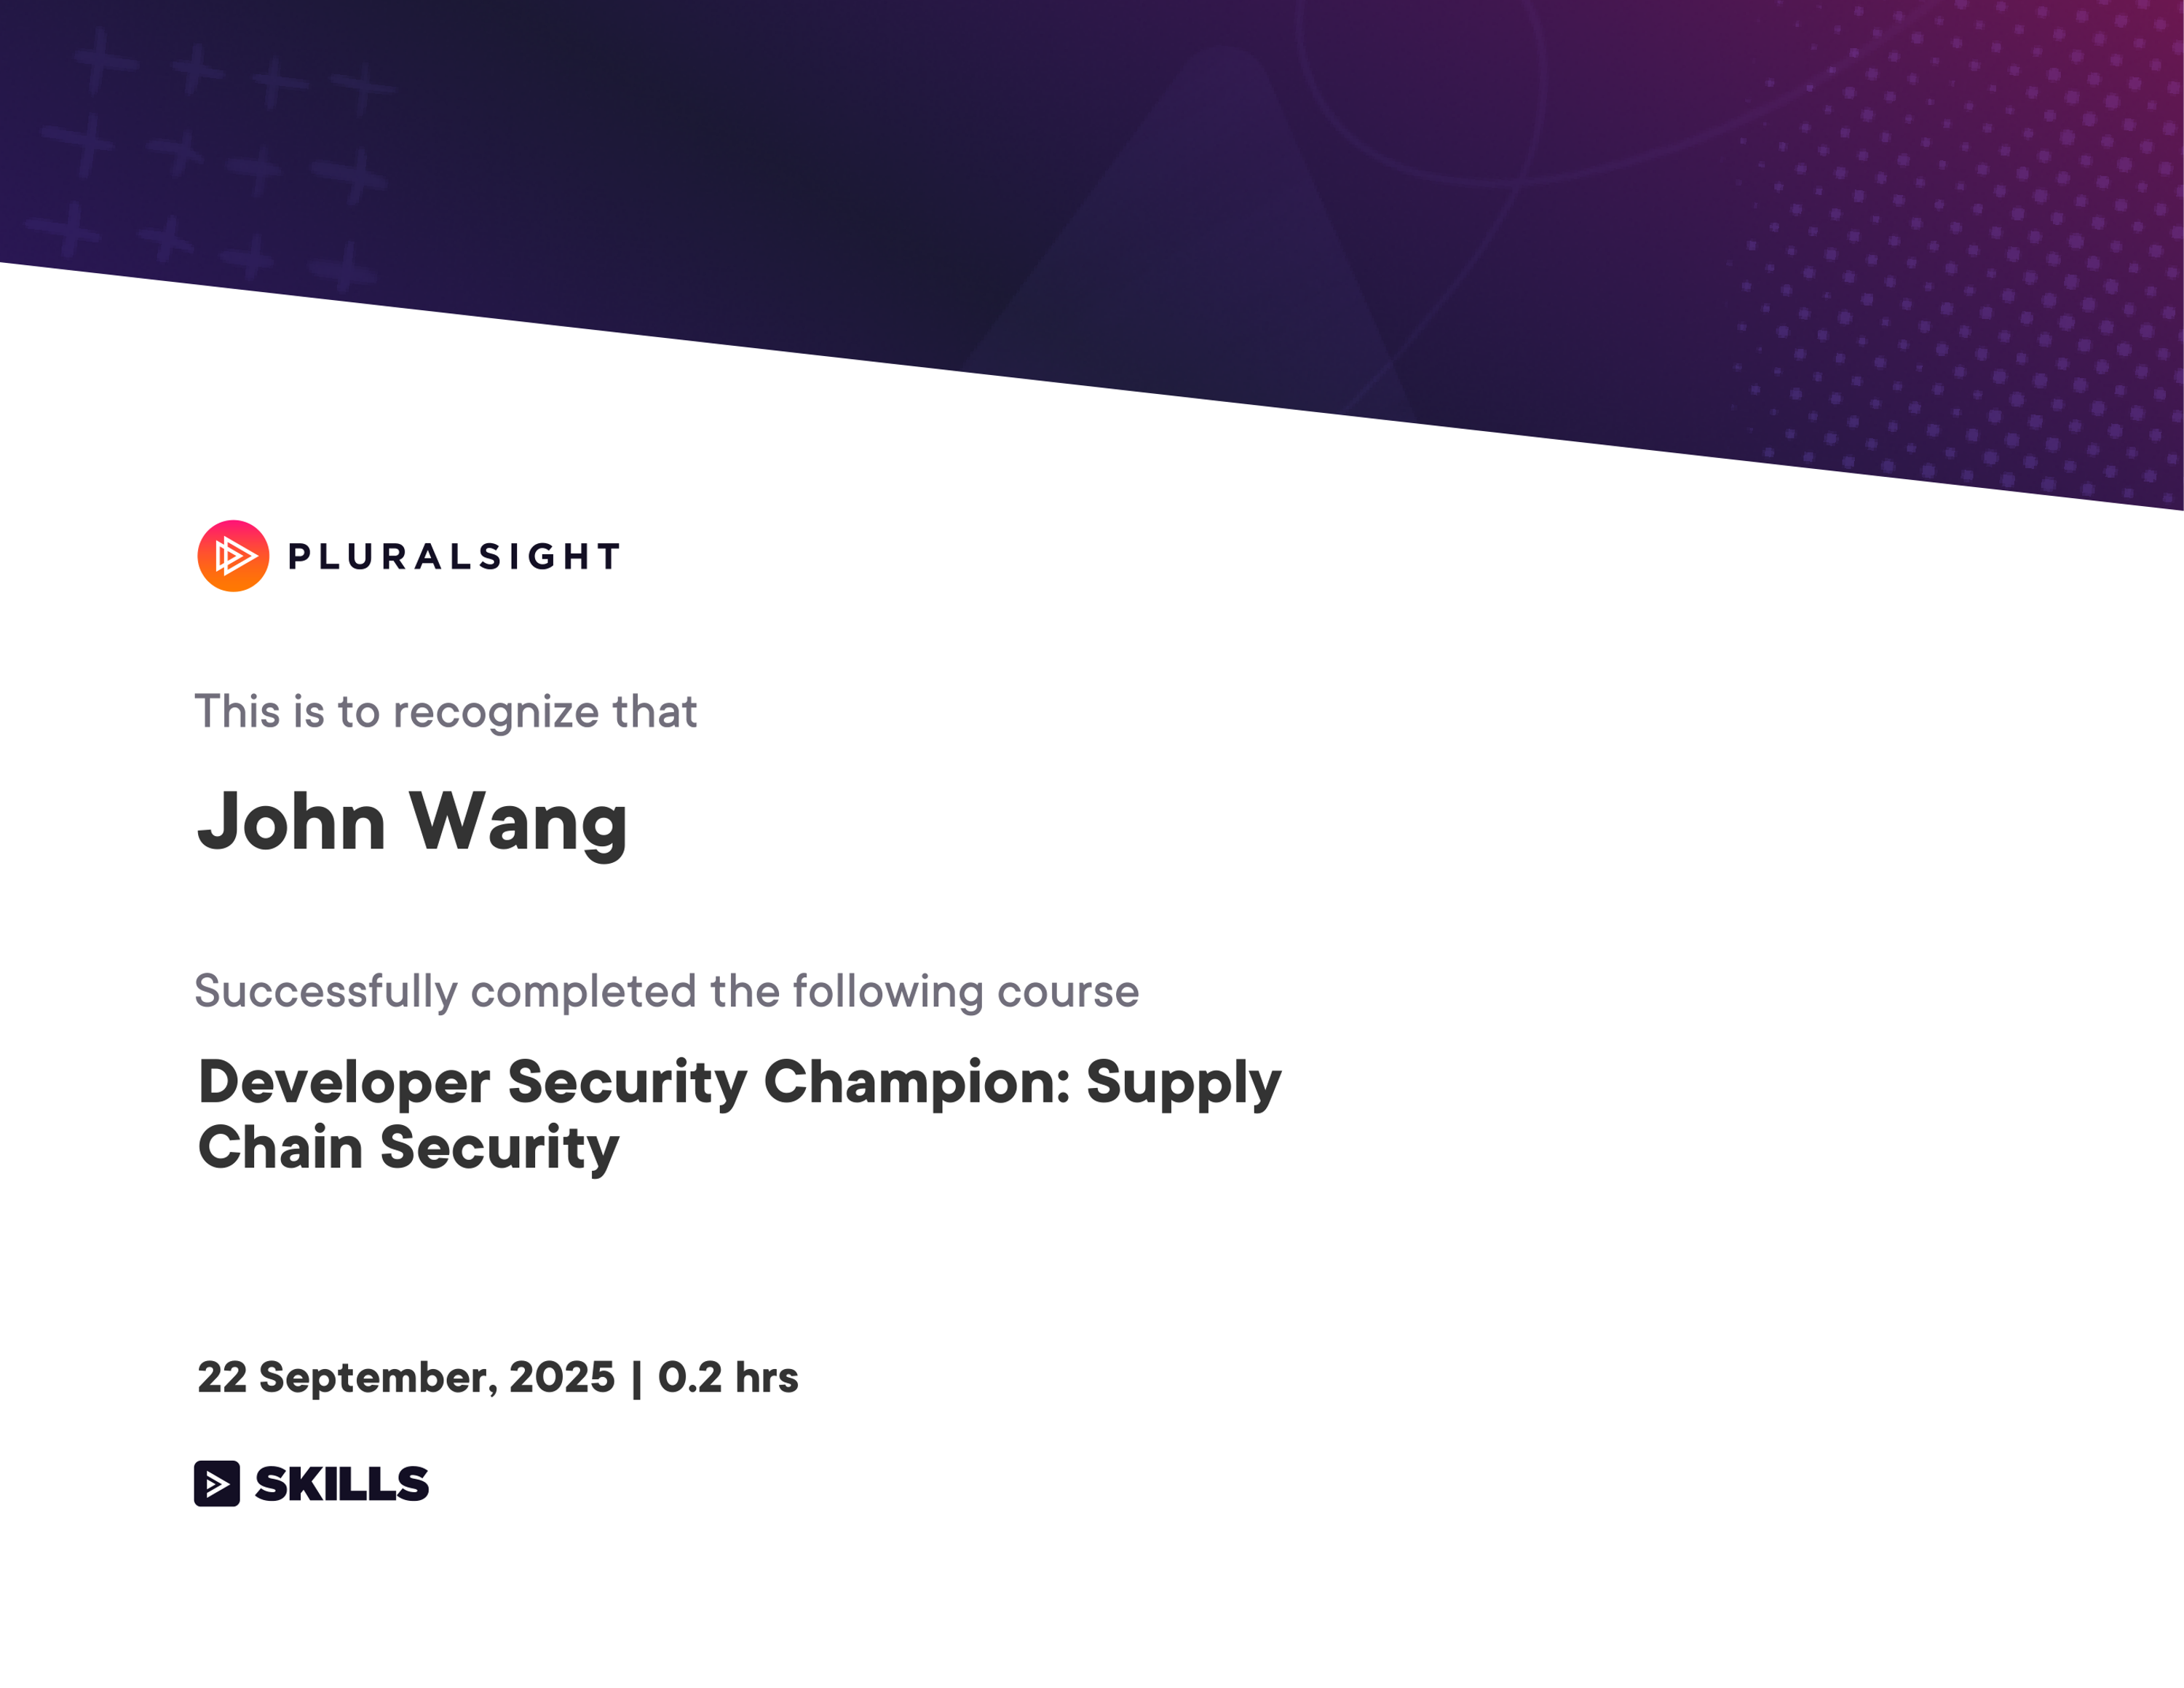 PLURALSIGHT
This is to recognize that
John Wang
Successfully completed the following course
Developer Security Champion: Supply
Chain Security
22 September, 2025 | 0.2 hrs
SKILLS